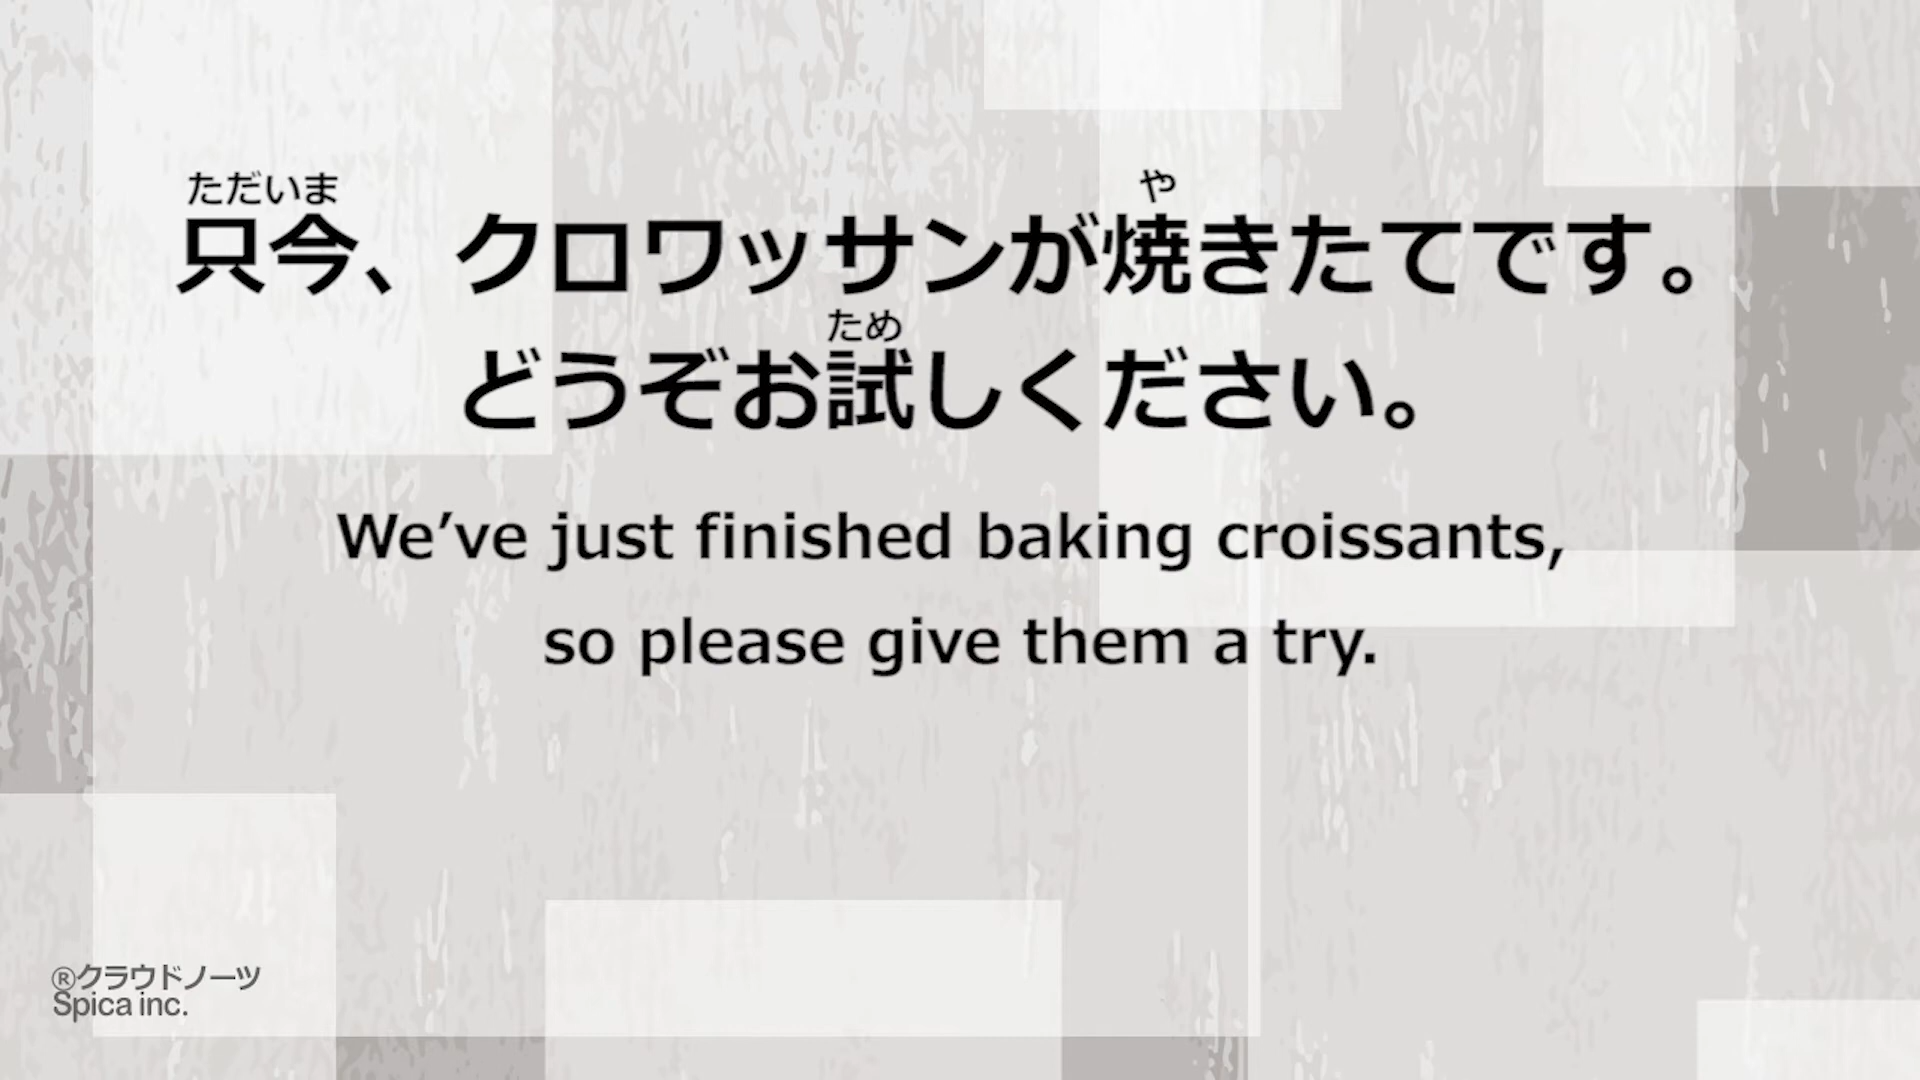 ただいま
や
只今、クロワッサンが焼きたてです。
ため
どうぞお試しください。
We’ve just finished baking croissants,
so please give them a try.
®クラウドノーツ
Spica inc.